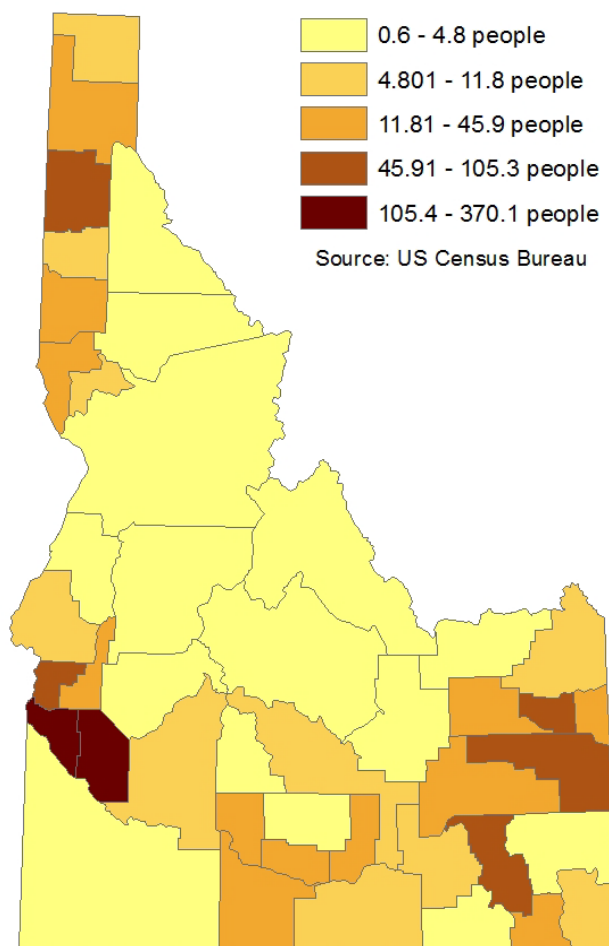 0.6 - 4.8 people
4.801 - 11.8 people
11.81 - 45.9 people
45.91 - 105.3 people
105.4 - 370.1 people
Source: US Census Bureau